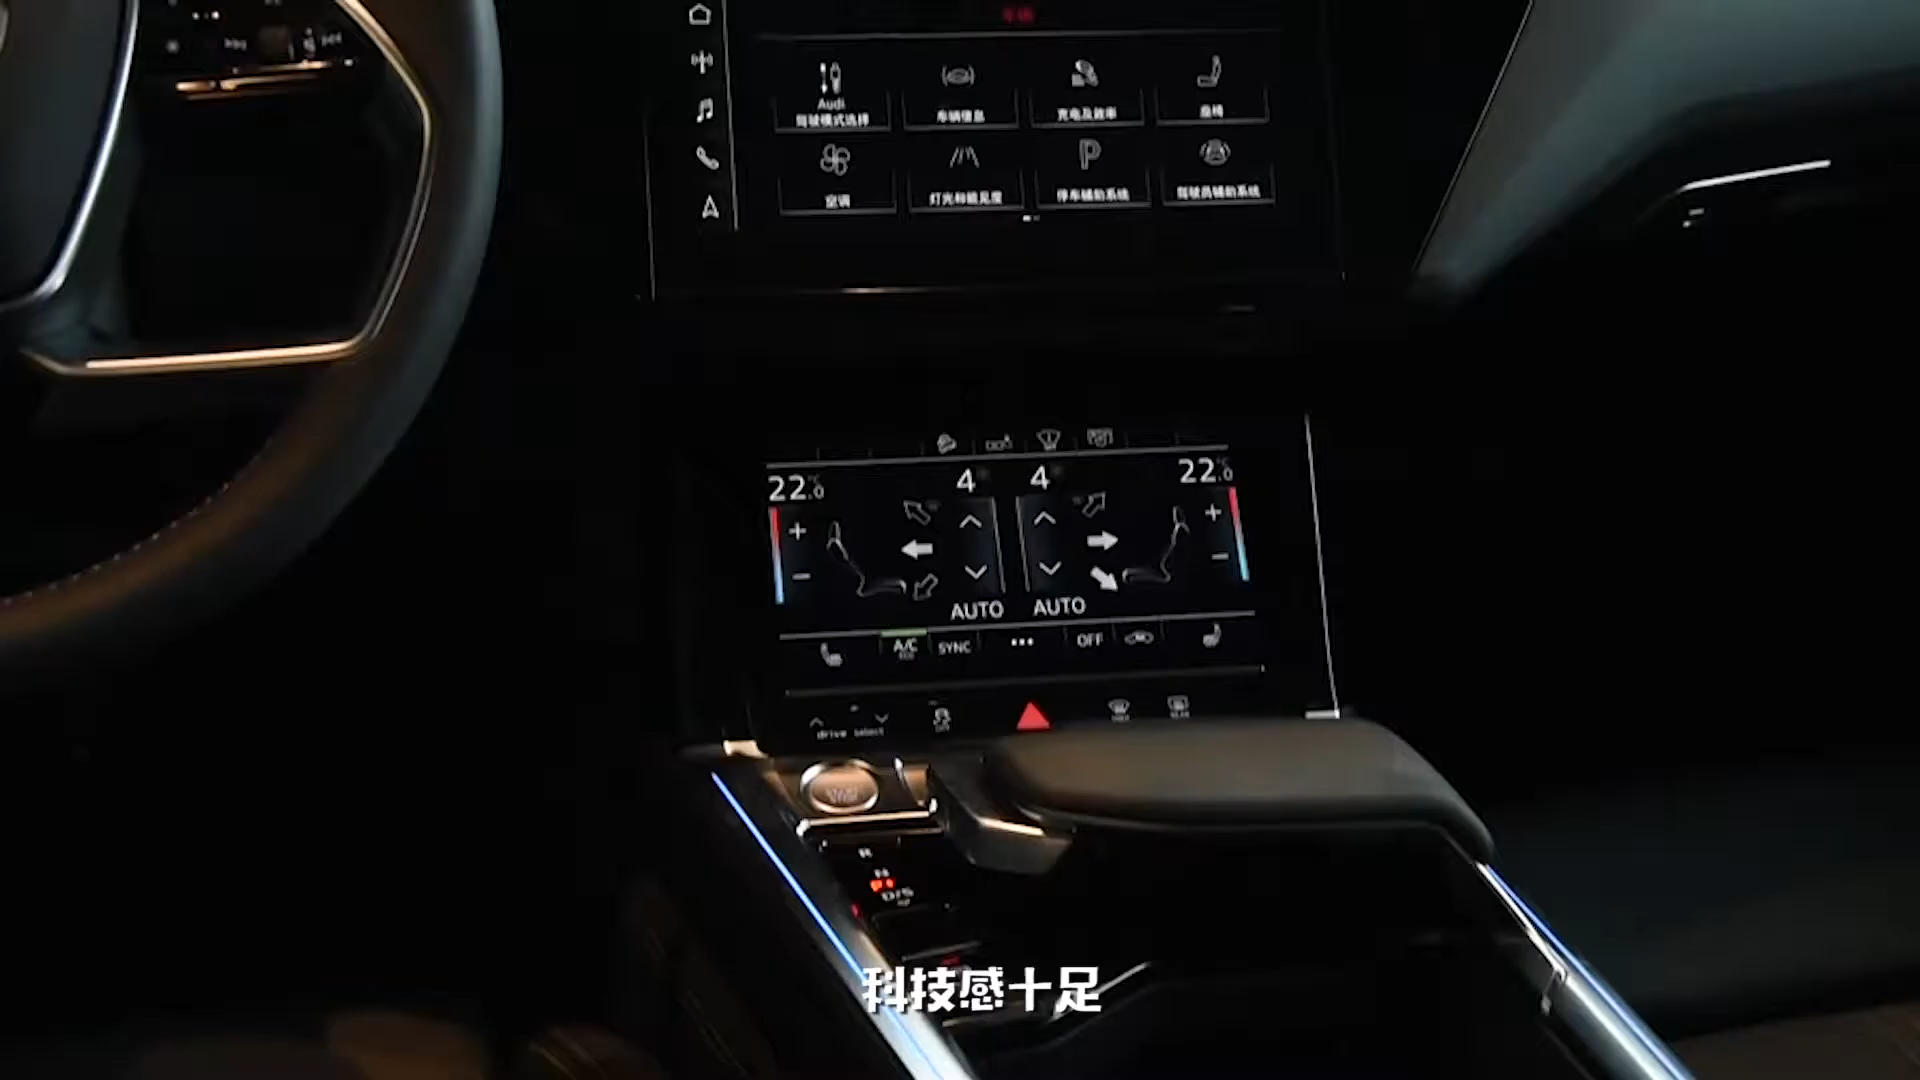 车辆
Audi
驾驶模式选择
车辆信息
充电及效率
座椅
空调
灯光和能见度
停车辅助系统
驾驶员辅助系统
22.0 4 4 22.0
AUTO AUTO
A/C
SYNC
OFF
drive select
R
N
D/S
科技感十足